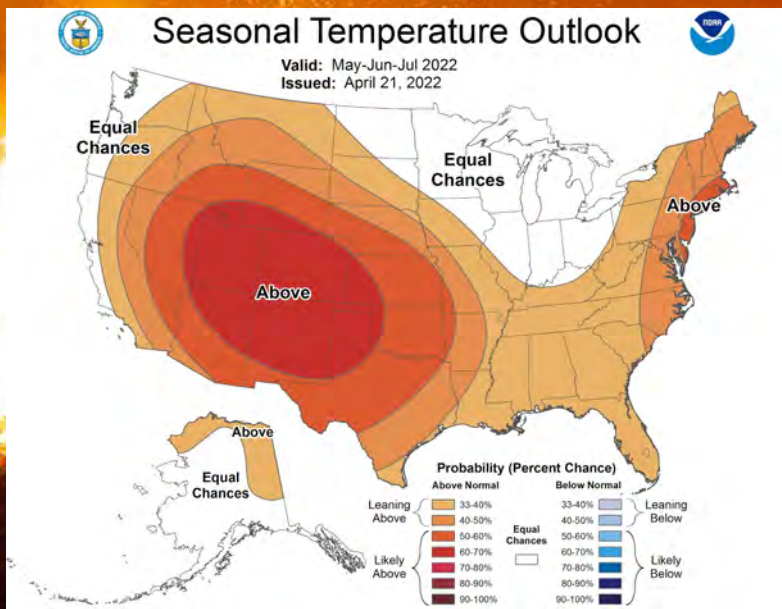 Seasonal Temperature Outlook
NOAA
Valid: May-Jun-Jul 2022
Issued: April 21, 2022
Equal
Chances
Equal
Chances
Above
Above
Above
Equal
Chances
Probability (Percent Chance)
Above Normal
Below Normal
Leaning
Above
33-40%
40-50%
Likely
Above
50-60%
60-70%
70-80%
80-90%
90-100%
Equal
Chances
33-40%
40-50%
Leaning
Below
50-60%
60-70%
70-80%
80-90%
90-100%
Likely
Below